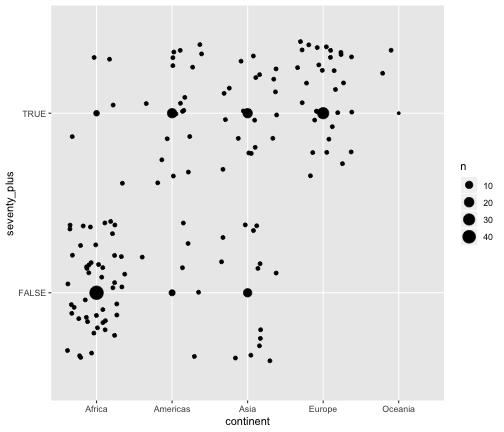 n
10
20
30
40
TRUE
FALSE
seventy_plus
Africa Americas Asia Europe Oceania
continent